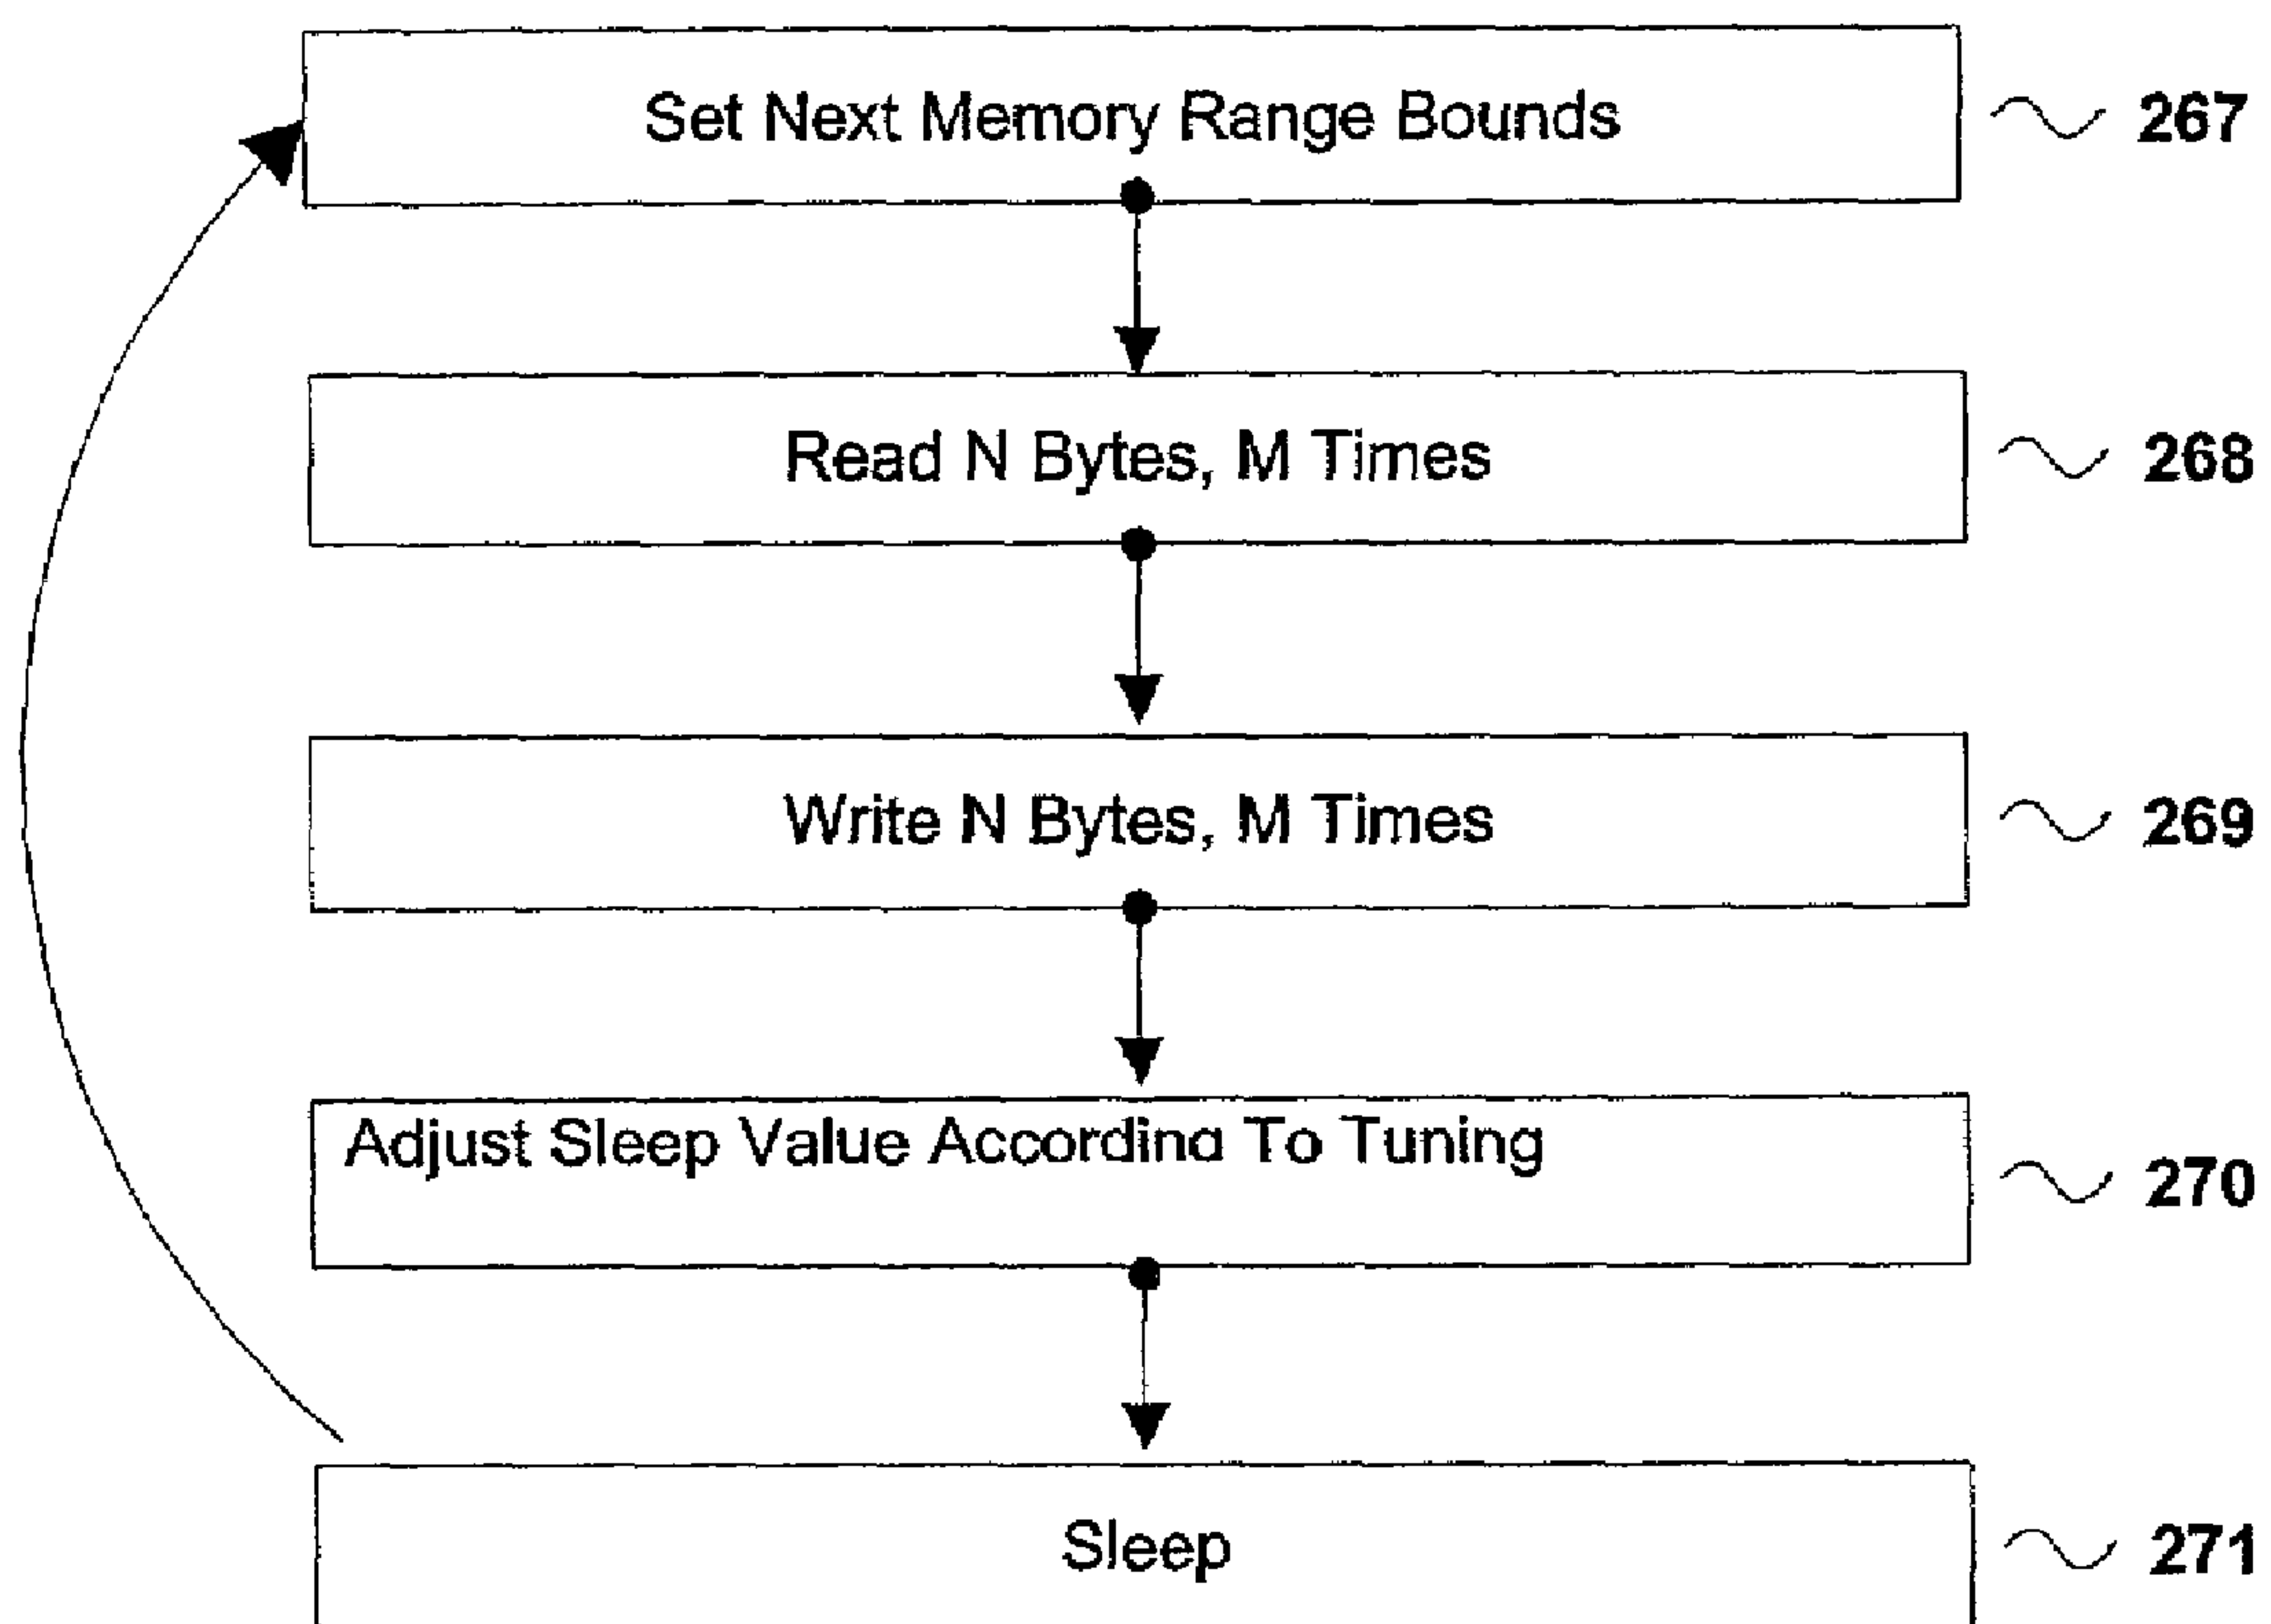 Set Next Memory Range Bounds 267
Read N Bytes, M Times 268
Write N Bytes, M Times 269
Adjust Sleep Value According To Tuning 270
Sleep 271